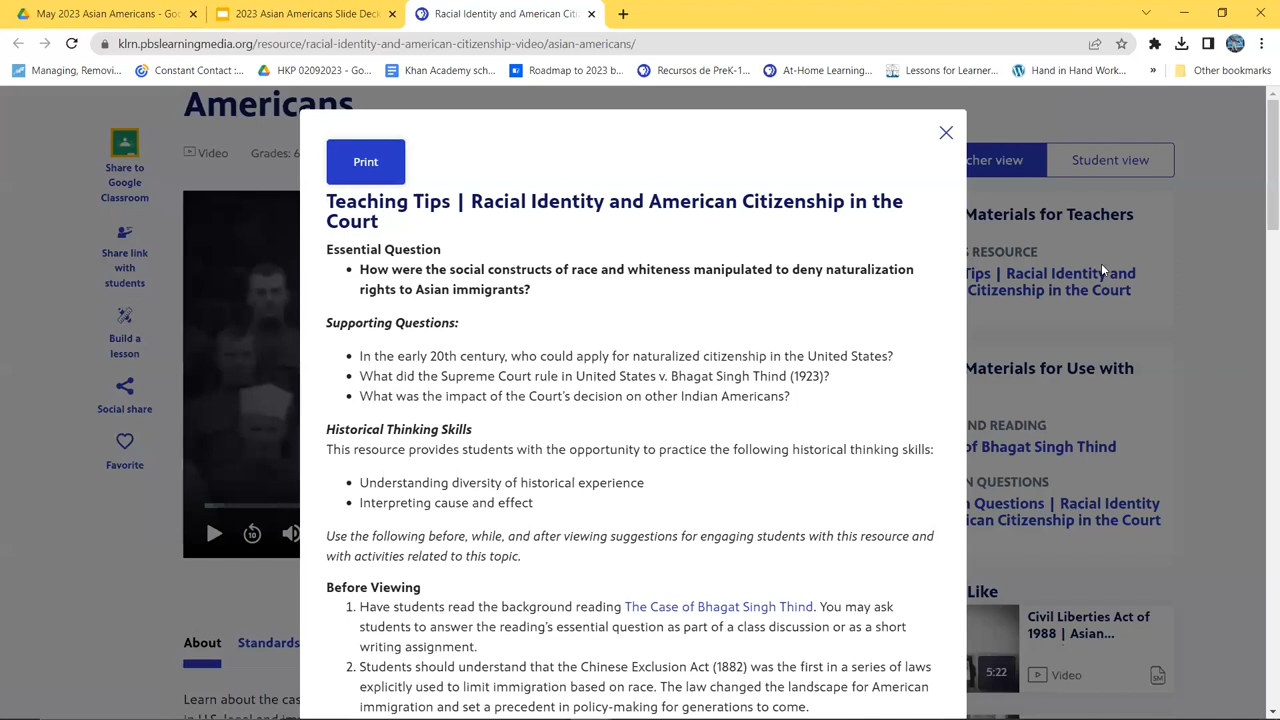 May 2023 Asian Americans - Goo
2023 Asian Americans Slide Deck
Racial Identity and American Citi
klrn.pbslearningmedia.org/resource/racial-identity-and-american-citizenship-video/asian-americans/
Managing, Removi...
Constant Contact :...
HKP 02092023 - Go...
Khan Academy sch...
Roadmap to 2023 b...
Recursos de PreK-1...
At-Home Learning...
Lessons for Learner...
Hand in Hand Work...
»
Other bookmarks
Americans
Video
Grades: 6
Share to
Google
Classroom
Share link
with
students
Build a
lesson
Social share
Favorite
10
About
Standards
Learn about the cas
in U.S. local and i
Print
Teaching Tips | Racial Identity and American Citizenship in the
Court
Essential Question
• How were the social constructs of race and whiteness manipulated to deny naturalization
rights to Asian immigrants?
Supporting Questions:
• In the early 20th century, who could apply for naturalized citizenship in the United States?
• What did the Supreme Court rule in United States v. Bhagat Singh Thind (1923)?
• What was the impact of the Court's decision on other Indian Americans?
Historical Thinking Skills
This resource provides students with the opportunity to practice the following historical thinking skills:
• Understanding diversity of historical experience
• Interpreting cause and effect
Use the following before, while, and after viewing suggestions for engaging students with this resource and
with activities related to this topic.
Before Viewing
1. Have students read the background reading The Case of Bhagat Singh Thind. You may ask
students to answer the reading's essential question as part of a class discussion or as a short
writing assignment.
2. Students should understand that the Chinese Exclusion Act (1882) was the first in a series of laws
explicitly used to limit immigration based on race. The law changed the landscape for American
immigration and set a precedent in policy-making for generations to come.
cher view
Student view
Materials for Teachers
S RESOURCE
Tips | Racial Identity and
Citizenship in the Court
Materials for Use with
ND READING
of Bhagat Singh Thind
N QUESTIONS
n Questions | Racial Identity
ican Citizenship in the Court
Like
Civil Liberties Act of
1988 | Asian...
5:22
Video
SM